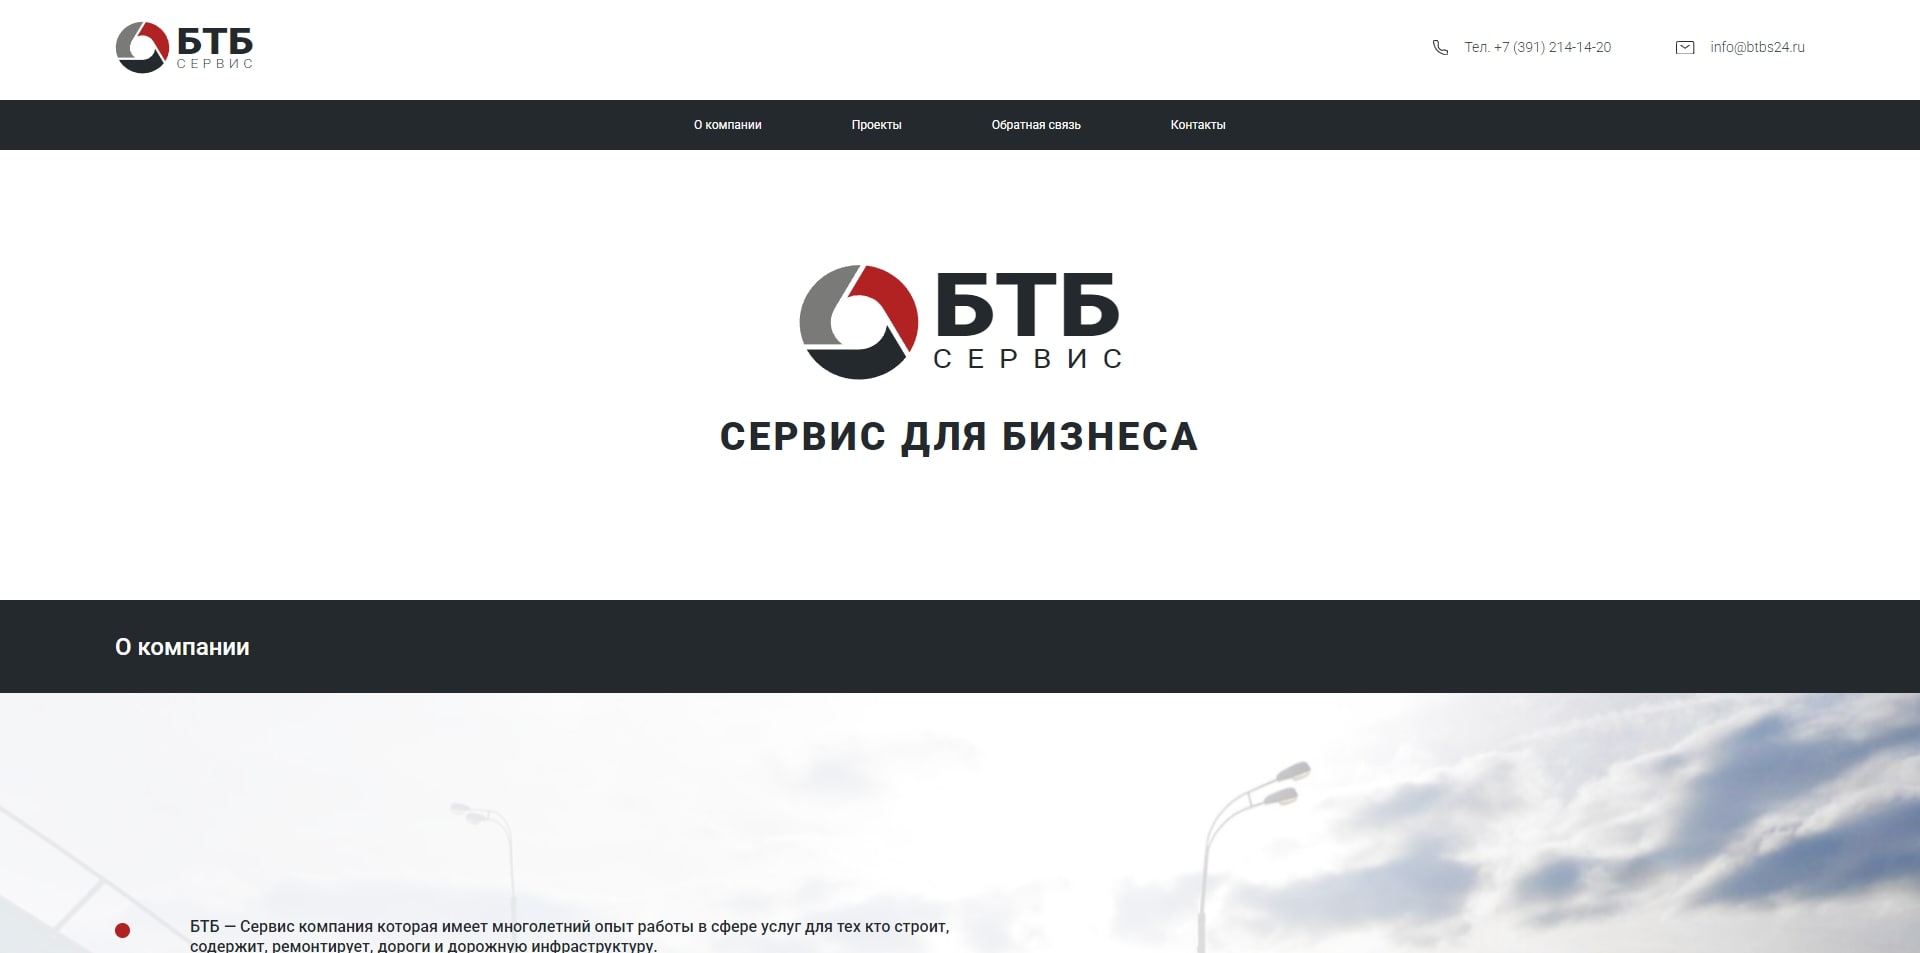 БТБ
СЕРВИС
Тел. +7 (391) 214-14-20
info@btbs24.ru
О компании
Проекты
Обратная связь
Контакты
БТБ
СЕРВИС
СЕРВИС ДЛЯ БИЗНЕСА
О компании
БТБ — Сервис компания которая имеет многолетний опыт работы в сфере услуг для тех кто строит,
содержит, ремонтирует, дороги и дорожную инфраструктуру.